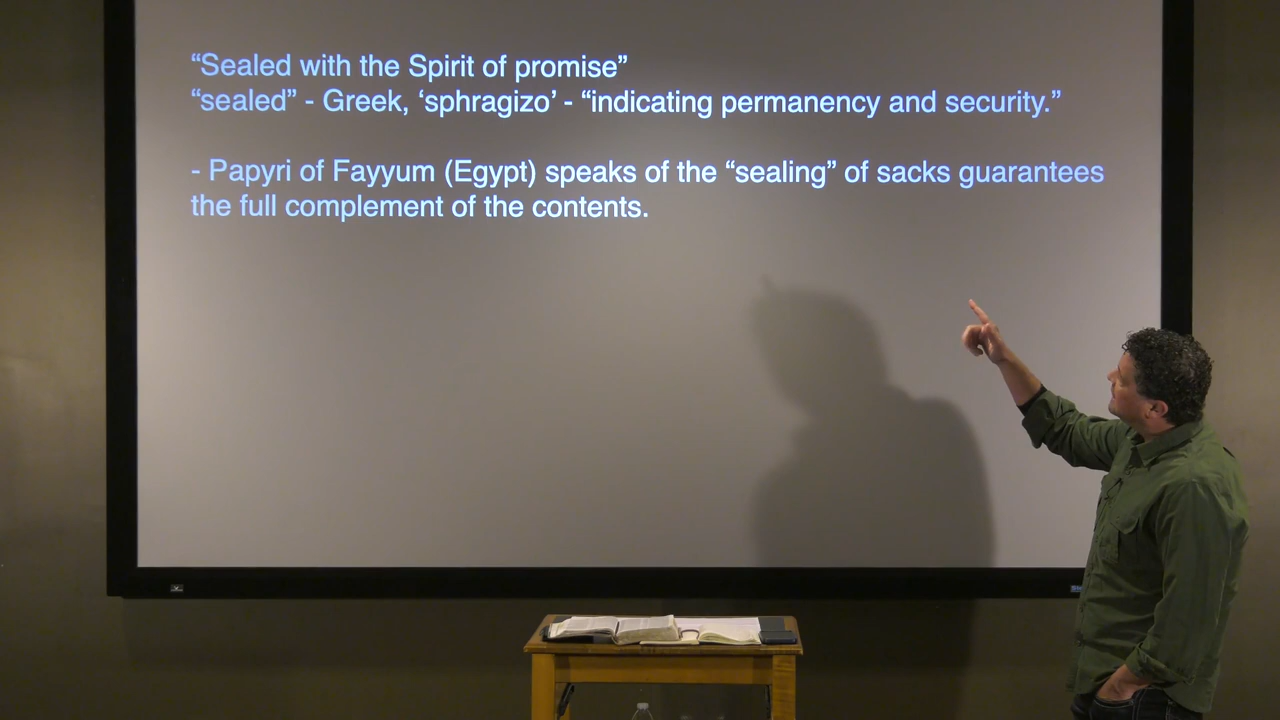 “Sealed with the Spirit of promise”
“sealed” - Greek, ‘sphragizo’ - “indicating permanency and security.”
- Papyri of Fayyum (Egypt) speaks of the “sealing” of sacks guarantees
the full complement of the contents.